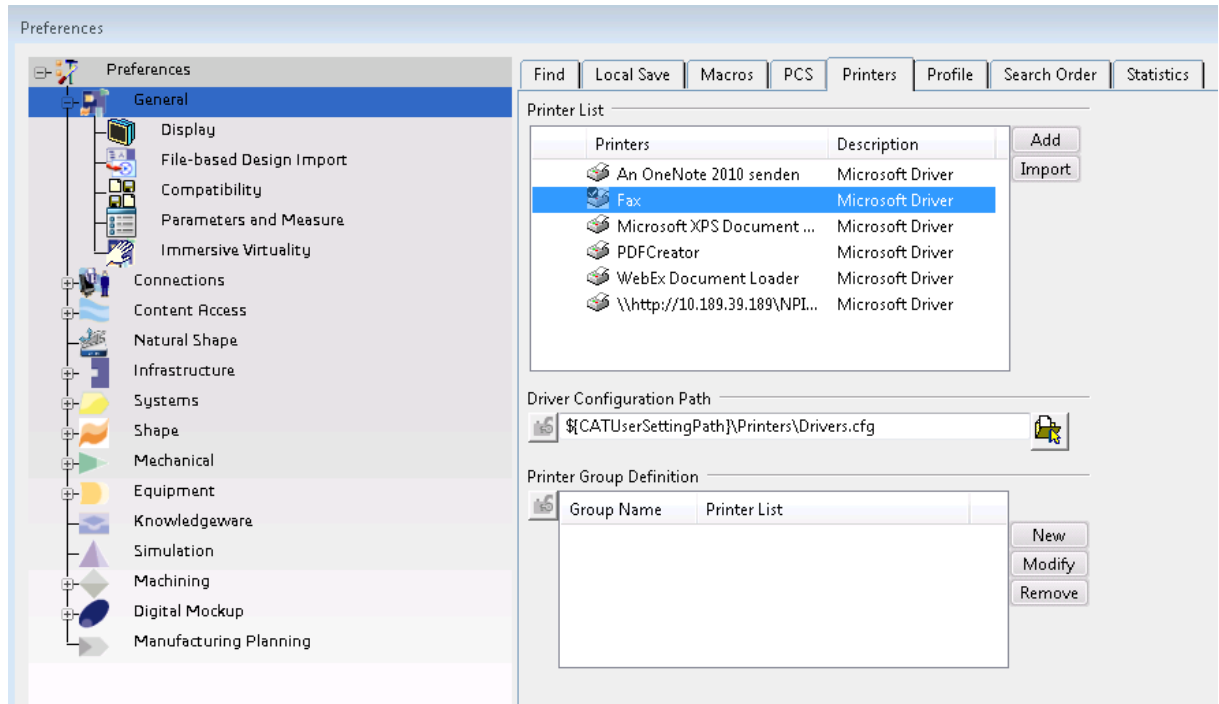 Preferences
Preferences
General
Display
File-based Design Import
Compatibility
Parameters and Measure
Immersive Virtuality
Connections
Content Access
Natural Shape
Infrastructure
Systems
Shape
Mechanical
Equipment
Knowledgeware
Simulation
Machining
Digital Mockup
Manufacturing Planning
Find Local Save Macros PCS Printers Profile Search Order Statistics
Printer List
Printers Description
An OneNote 2010 senden Microsoft Driver
Fax Microsoft Driver
Microsoft XPS Document ... Microsoft Driver
PDFCreator Microsoft Driver
WebEx Document Loader Microsoft Driver
\\http://10.189.39.189\NPI... Microsoft Driver
Add
Import
Driver Configuration Path
${CATUserSettingPath}\Printers\Drivers.cfg
Printer Group Definition
Group Name Printer List
New
Modify
Remove